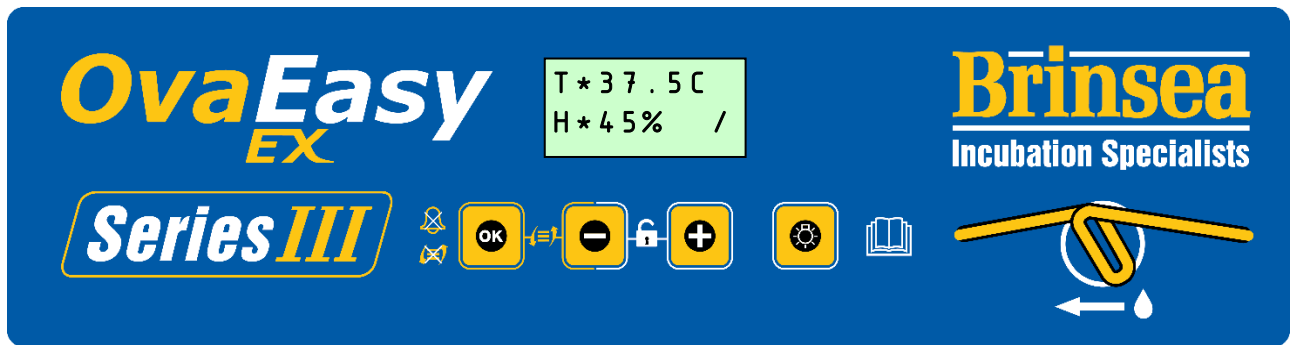 OvaEasy
EX
T*37.5C
H*45% /
Brinsea
Incubation Specialists
Series III
OK